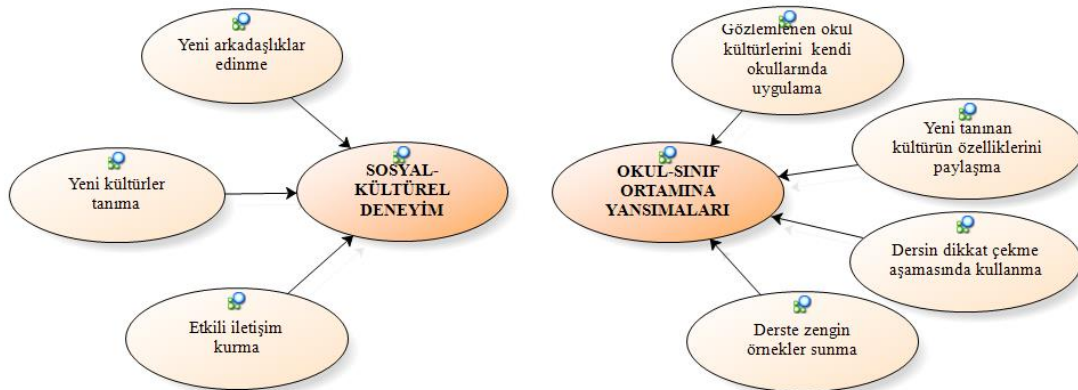 Yeni arkadaşlıklar
edinme
Yeni kültürler
tanıma
Etkili iletişim
kurma
SOSYAL-
KÜLTÜREL
DENEYİM
Gözlemlenen okul
kültürlerini kendi
okullarında
uygulama
Yeni tanınan
kültürün özelliklerini
paylaşma
Dersin dikkat çekme
aşamasında kullanma
Derste zengin
örnekler sunma
OKUL-SINIF
ORTAMINA
YANSIMALARI